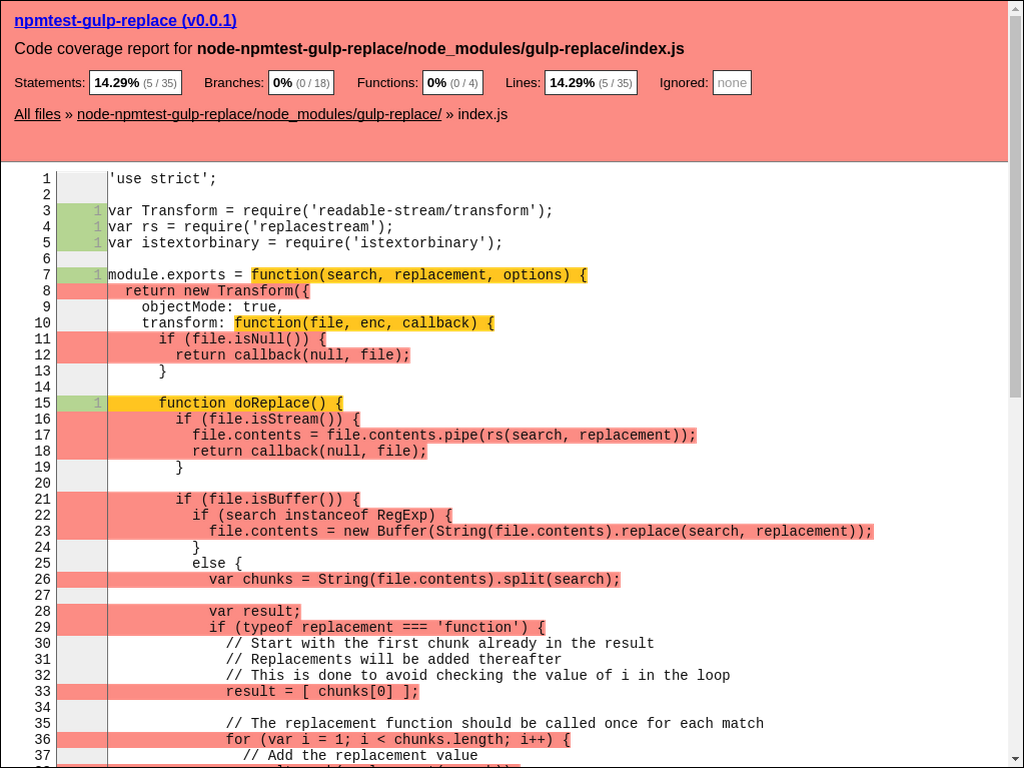 npmtest-gulp-replace (v0.0.1)
Code coverage report for node-npmtest-gulp-replace/node_modules/gulp-replace/index.js
Statements: 14.29% (5 / 35) Branches: 0% (0 / 18) Functions: 0% (0 / 4) Lines: 14.29% (5 / 35) Ignored: none
All files » node-npmtest-gulp-replace/node_modules/gulp-replace/ » index.js
1 'use strict';
2
3 1 var Transform = require('readable-stream/transform');
4 1 var rs = require('replacestream');
5 1 var istextorbinary = require('istextorbinary');
6
7 1 module.exports = function(search, replacement, options) {
8 return new Transform({
9 objectMode: true,
10 transform: function(file, enc, callback) {
11 if (file.isNull()) {
12 return callback(null, file);
13 }
14
15 1 function doReplace() {
16 if (file.isStream()) {
17 file.contents = file.contents.pipe(rs(search, replacement));
18 return callback(null, file);
19 }
20
21 if (file.isBuffer()) {
22 if (search instanceof RegExp) {
23 file.contents = new Buffer(String(file.contents).replace(search, replacement));
24 }
25 else {
26 var chunks = String(file.contents).split(search);
27
28 var result;
29 if (typeof replacement === 'function') {
30 // Start with the first chunk already in the result
31 // Replacements will be added thereafter
32 // This is done to avoid checking the value of i in the loop
33 result = [ chunks[0] ];
34
35 // The replacement function should be called once for each match
36 for (var i = 1; i < chunks.length; i++) {
37 // Add the replacement value